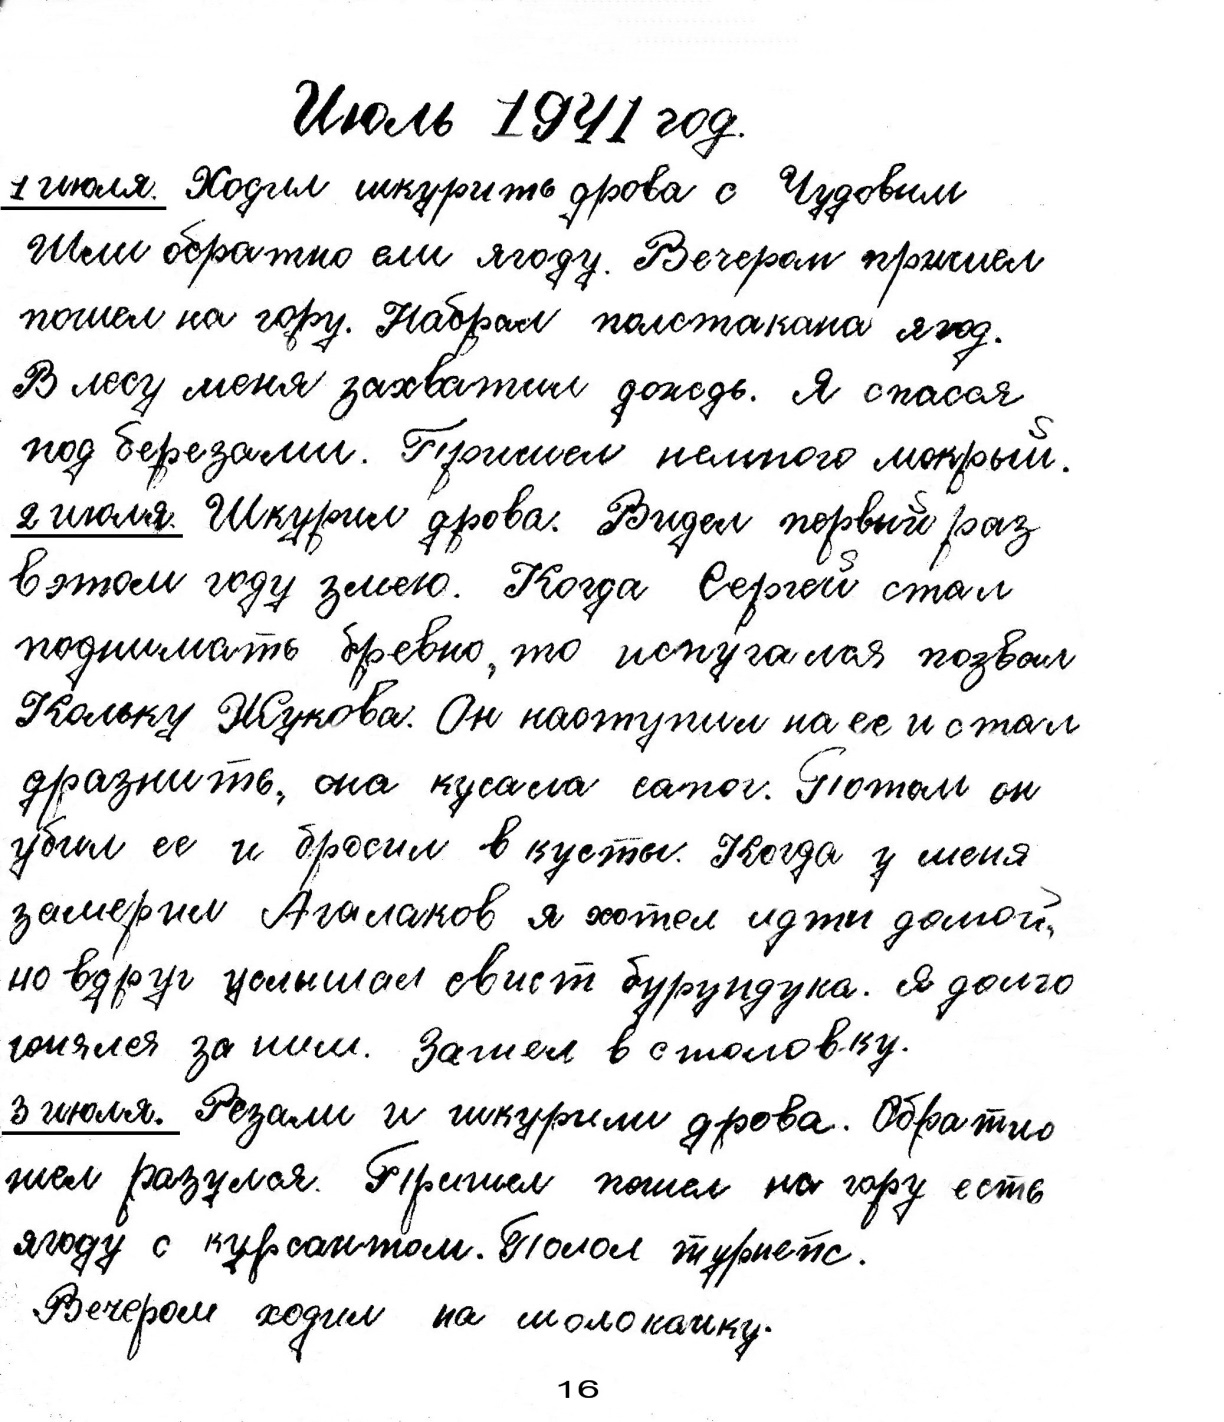 Июль 1941 год.
1 июля. Ходил шкурить дрова с Чудовым
Шли обратно ели ягоду. Вечером пришел
пошел на гору. Набрал полстакана ягод.
В лесу меня захватил дождь. Я спасся
под березами. Пришел немного мокрый.
2 июля. Шкурил дрова. Видел первый раз
в этом году змею. Когда Сергей стал
поднимать бревно, то испугался позвал
Кольку Жукова. Он наступил на ее и стал
дразнить, она кусала сапог. Потом он
убил ее и бросил в кусты. Когда у меня
замерил Агалаков я хотел идти домой,
но вдруг услышал свист бурундука. Я долго
гонялся за ним. Зашел в столовку.
3 июля. Резали и шкурили дрова. Обратно
шел разулся. Пришел пошел на гору есть
ягоду с курсантом. Полол турнепс.
Вечером ходил на молоканку.
16